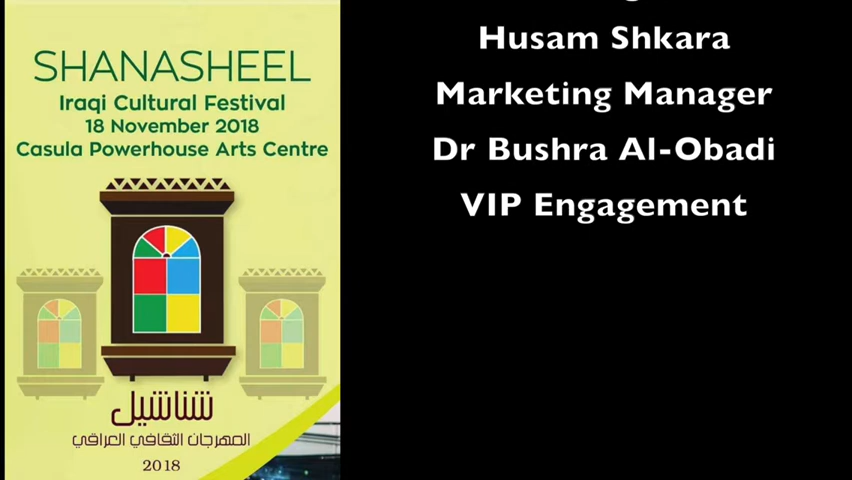 SHANASHEEL
Iraqi Cultural Festival
18 November 2018
Casula Powerhouse Arts Centre
شناشيل
المهرجان الثقافي العراقي
2018
Husam Shkara
Marketing Manager
Dr Bushra Al-Obadi
VIP Engagement